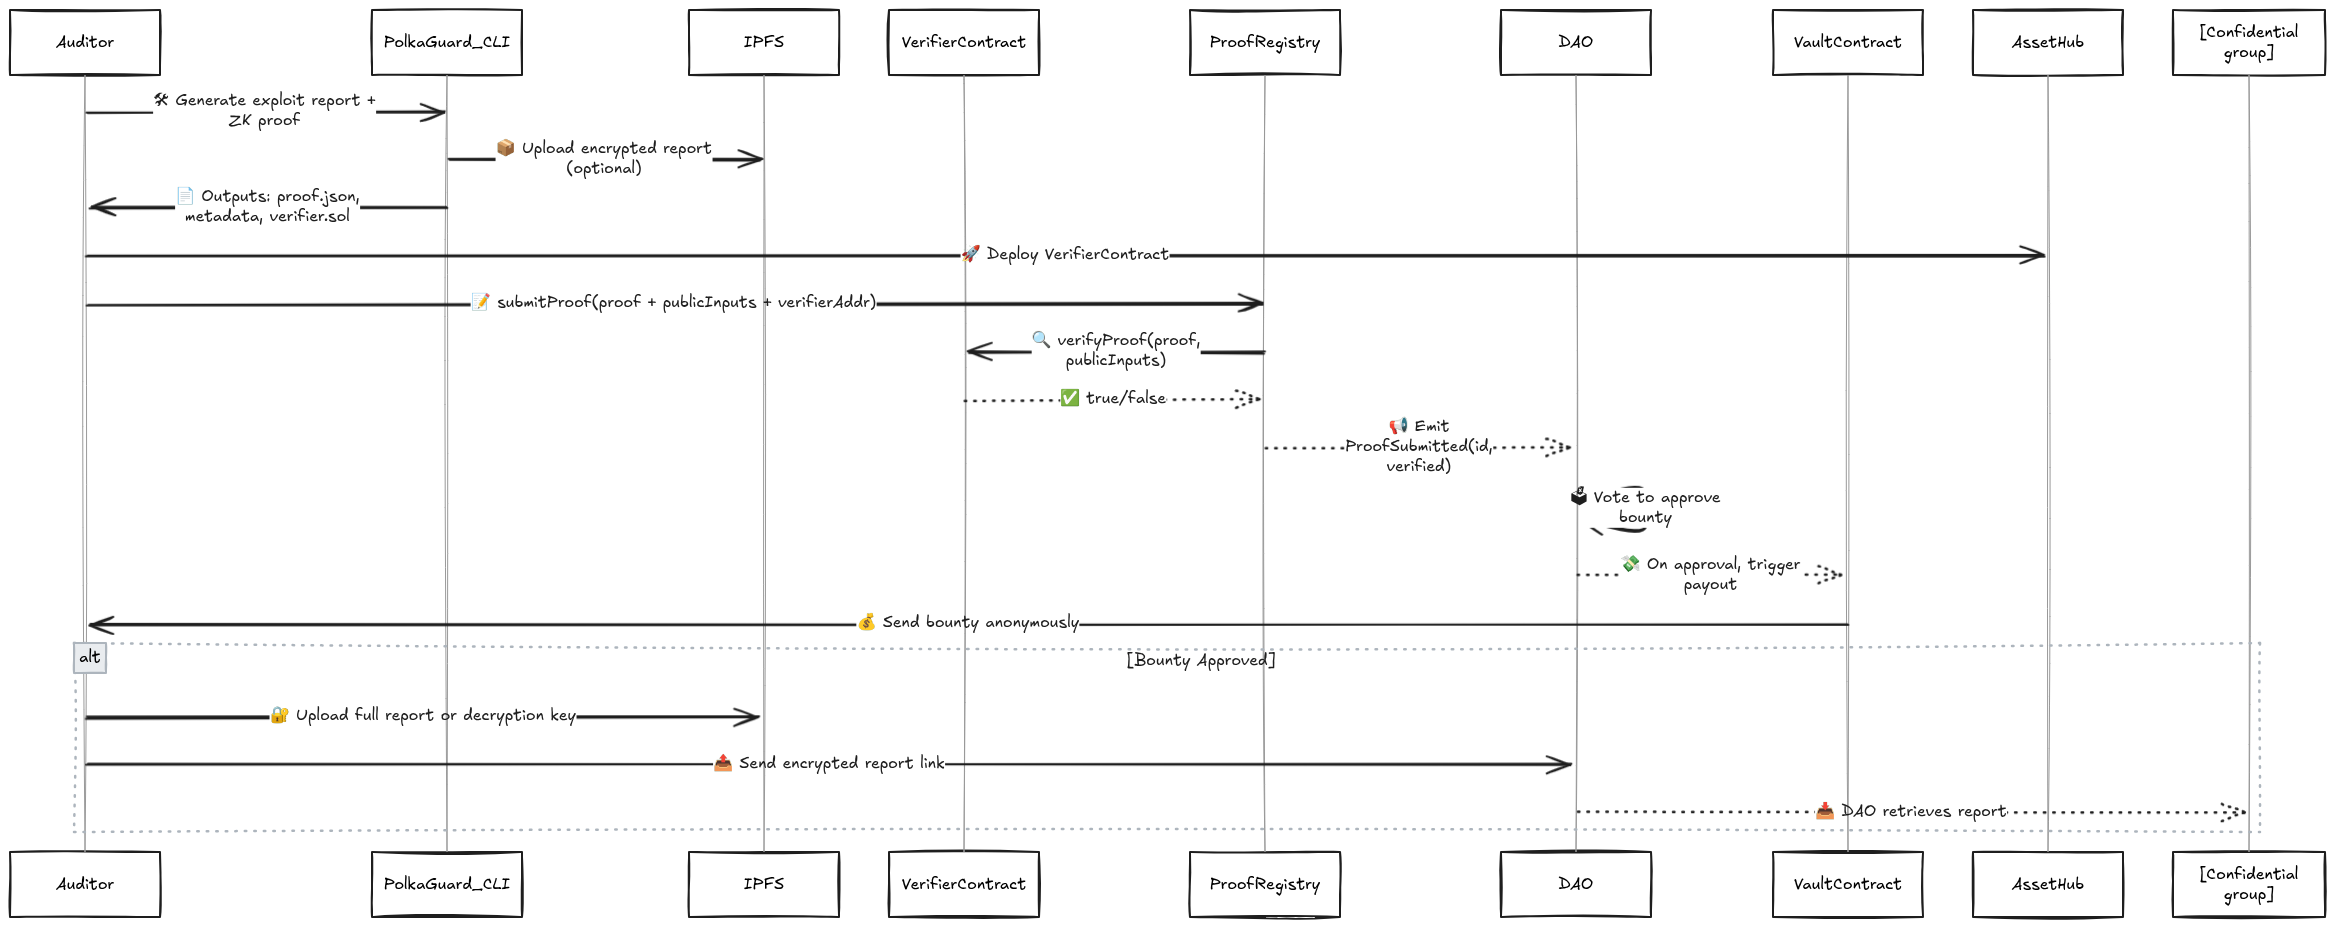 Auditor
PolkaGuard_CLI
IPFS
VerifierContract
ProofRegistry
DAO
VaultContract
AssetHub
[Confidential
group]
🛠 Generate exploit report +
ZK proof
📦 Upload encrypted report
(optional)
📄 Outputs: proof.json,
metadata, verifier.sol
🚀 Deploy VerifierContract
📝 submitProof(proof + publicInputs + verifierAddr)
🔍 verifyProof(proof,
publicInputs)
✅ true/false
📢 Emit
ProofSubmitted(id,
verified)
🗳 Vote to approve
bounty
💸 On approval, trigger
payout
💰 Send bounty anonymously
alt
[Bounty Approved]
🔐 Upload full report or decryption key
📤 Send encrypted report link
📥 DAO retrieves report
Auditor
PolkaGuard_CLI
IPFS
VerifierContract
ProofRegistry
DAO
VaultContract
AssetHub
[Confidential
group]